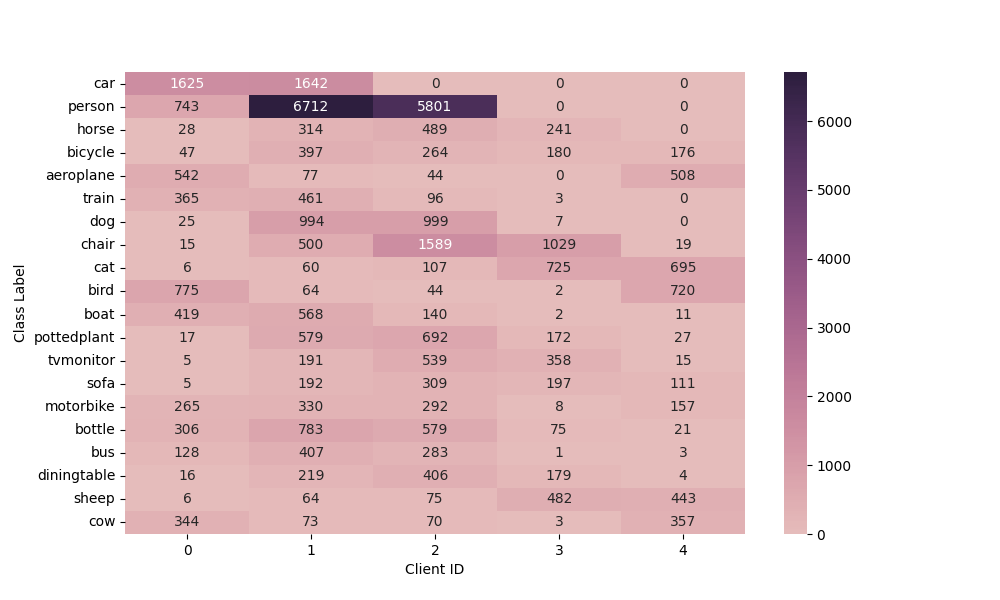 car 1625 1642 0 0 0
person 743 6712 5801 0 0
horse 28 314 489 241 0
bicycle 47 397 264 180 176
aeroplane 542 77 44 0 508
train 365 461 96 3 0
dog 25 994 999 7 0
chair 15 500 1589 1029 19
cat 6 60 107 725 695
bird 775 64 44 2 720
boat 419 568 140 2 11
pottedplant 17 579 692 172 27
tvmonitor 5 191 539 358 15
sofa 5 192 309 197 111
motorbike 265 330 292 8 157
bottle 306 783 579 75 21
bus 128 407 283 1 3
diningtable 16 219 406 179 4
sheep 6 64 75 482 443
cow 344 73 70 3 357
0 1 2 3 4
Client ID
Class Label
6000
5000
4000
3000
2000
1000
0